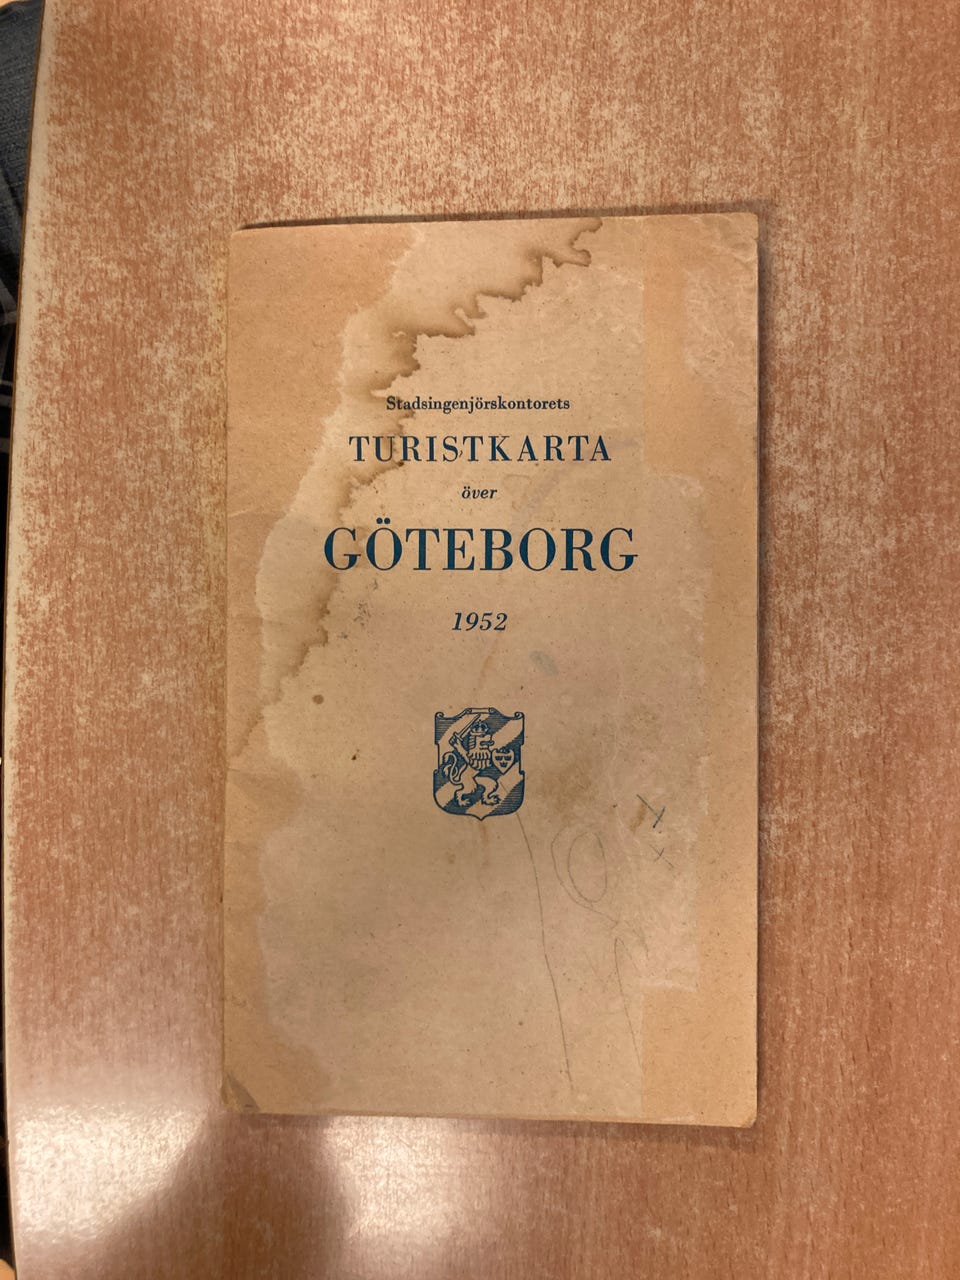 Stadsingenjörskontorets
TURISTKARTA
över
GÖTEBORG
1952